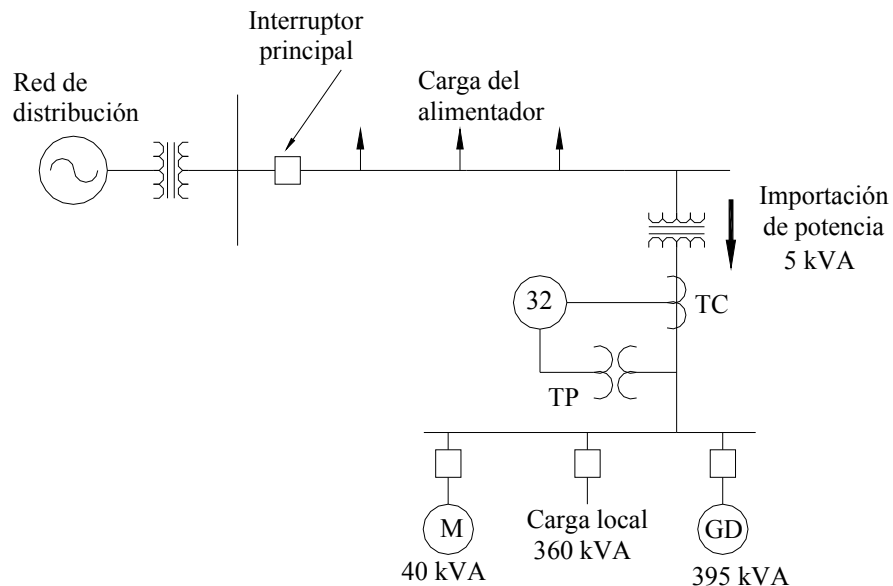 Interruptor
principal
Red de
distribución
Carga del
alimentador
Importación
de potencia
5 kVA
32
TC
TP
M
Carga local
GD
40 kVA
360 kVA
395 kVA